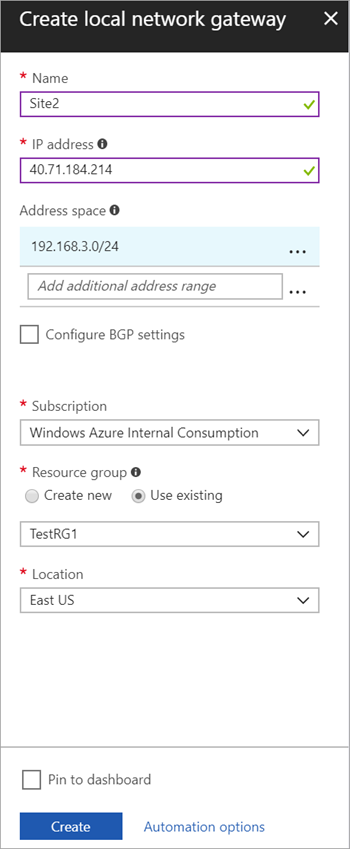 Create local network gateway
* Name
Site2
* IP address
40.71.184.214
Address space
192.168.3.0/24
Add additional address range
Configure BGP settings
* Subscription
Windows Azure Internal Consumption
* Resource group
Create new Use existing
TestRG1
* Location
East US
Pin to dashboard
Create Automation options